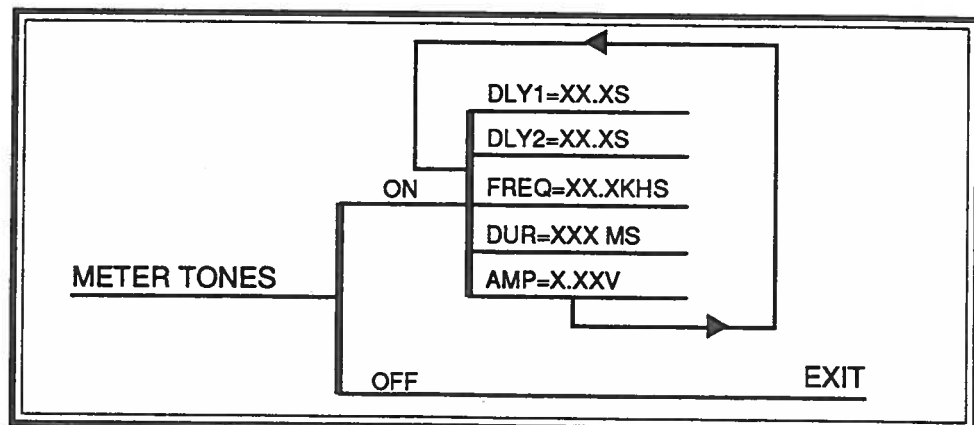 DLY1=XX.XS
DLY2=XX.XS
ON
FREQ=XX.XKHS
DUR=XXX MS
METER TONES
AMP=X.XXV
OFF
EXIT